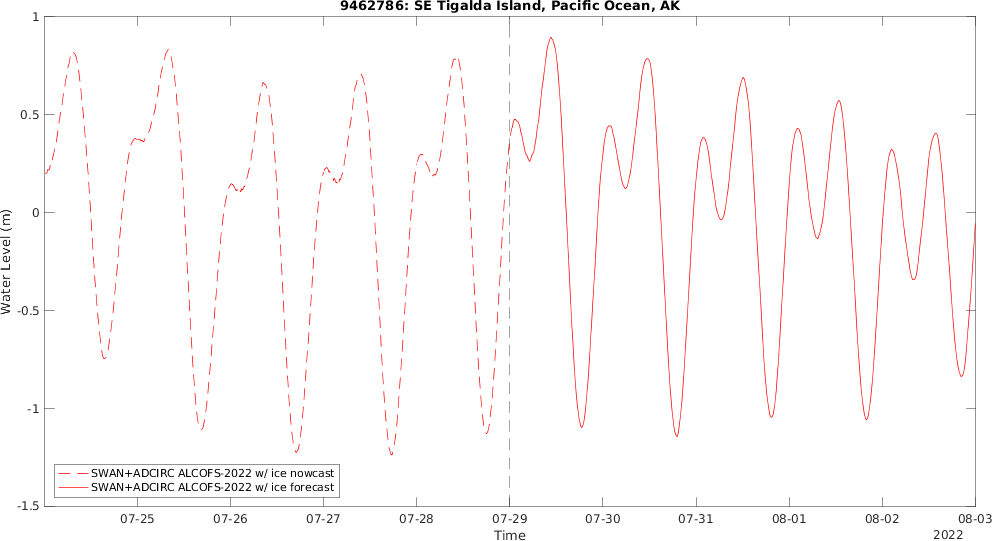 9462786: SE Tigalda Island, Pacific Ocean, AK
1
0.5
0
-0.5
-1
-1.5
Water Level (m)
SWAN+ADCIRC ALCOFS-2022 w/ ice nowcast
SWAN+ADCIRC ALCOFS-2022 w/ ice forecast
07-25 07-26 07-27 07-28 07-29 07-30 07-31 08-01 08-02 08-03
Time
2022